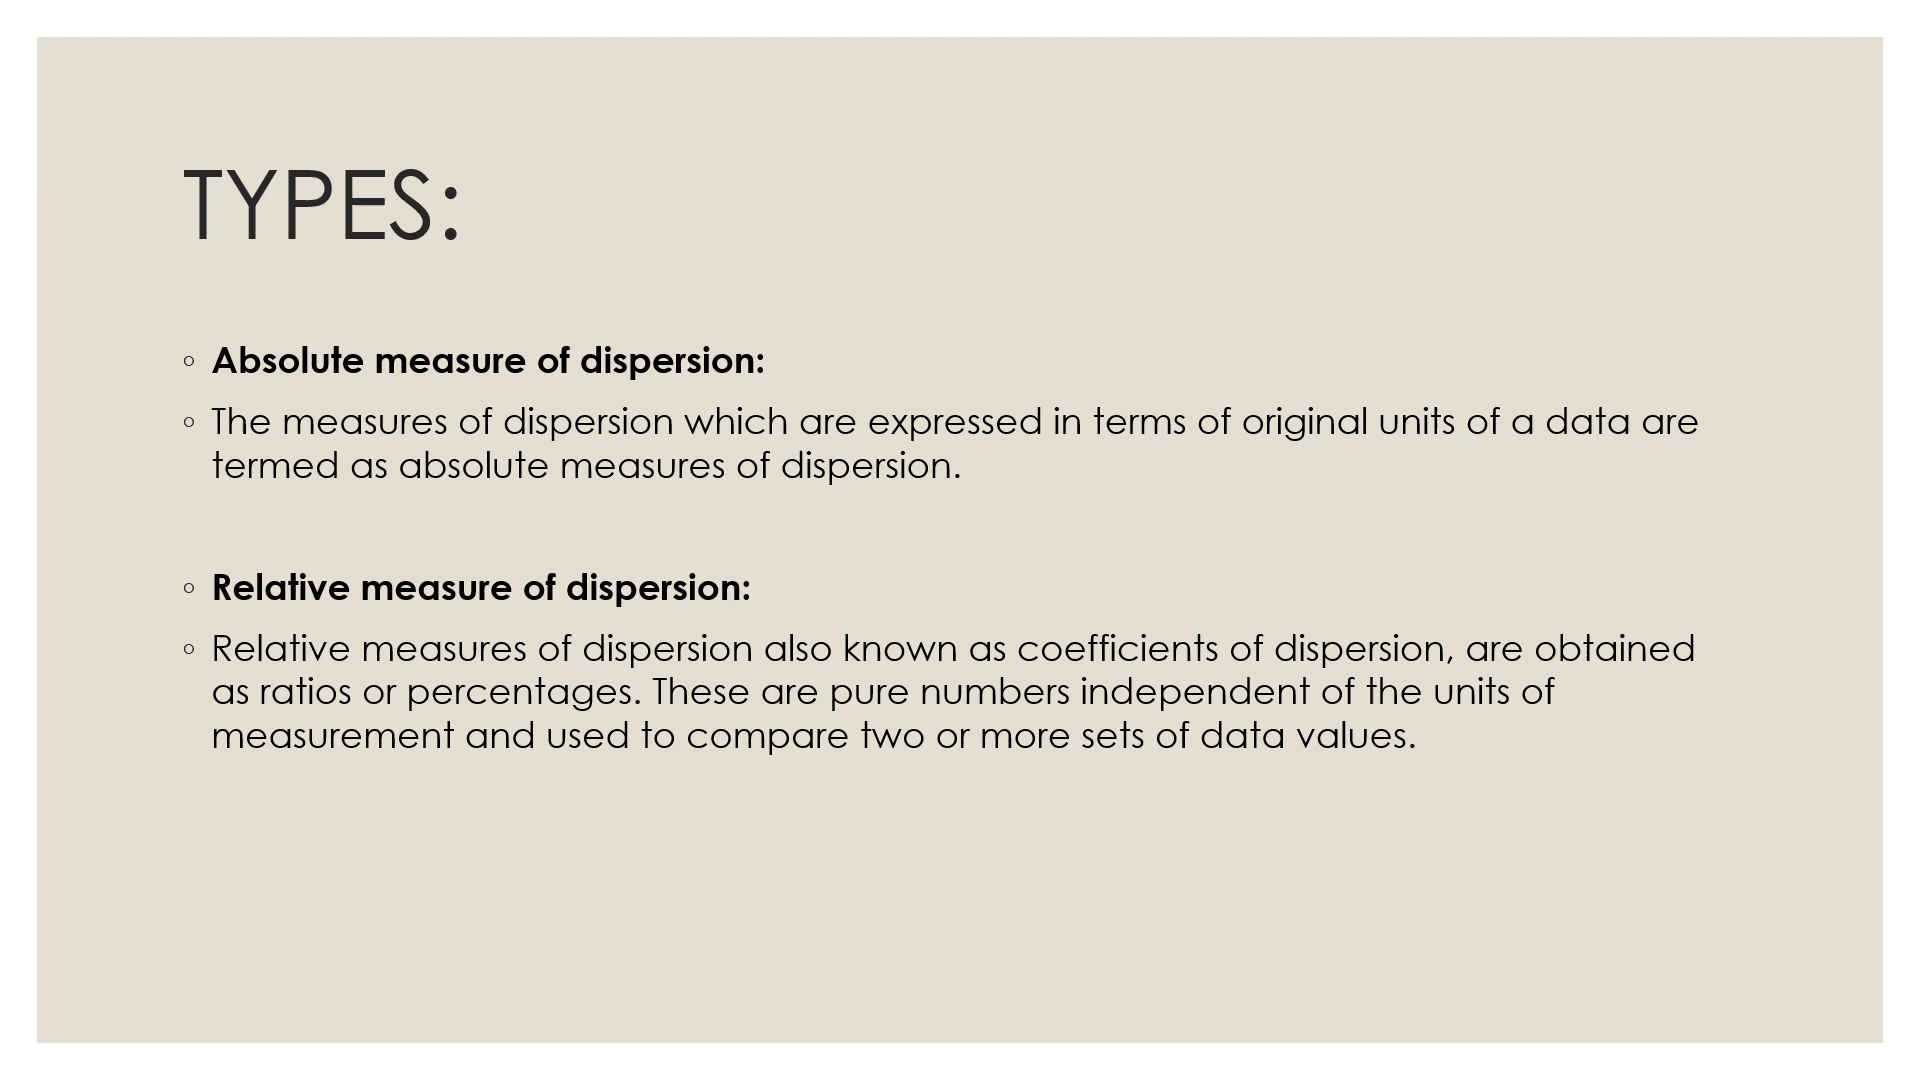 TYPES:
◦ Absolute measure of dispersion:
◦ The measures of dispersion which are expressed in terms of original units of a data are
termed as absolute measures of dispersion.
◦ Relative measure of dispersion:
◦ Relative measures of dispersion also known as coefficients of dispersion, are obtained
as ratios or percentages. These are pure numbers independent of the units of
measurement and used to compare two or more sets of data values.